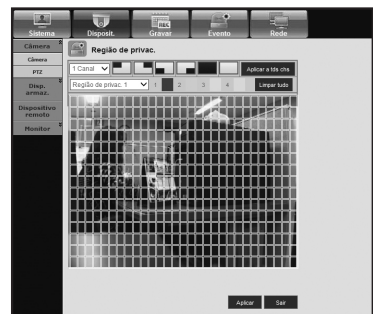 Sistema
Disposit.
Gravar
Evento
Rede
Câmera
Câmera
PTZ
Disp. armaz.
Dispositivo remoto
Monitor
Região de privac.
1 Canal
Aplicar a tds chs
Região de privac. 1
1 2 3 4
Limpar tudo
Aplicar
Sair